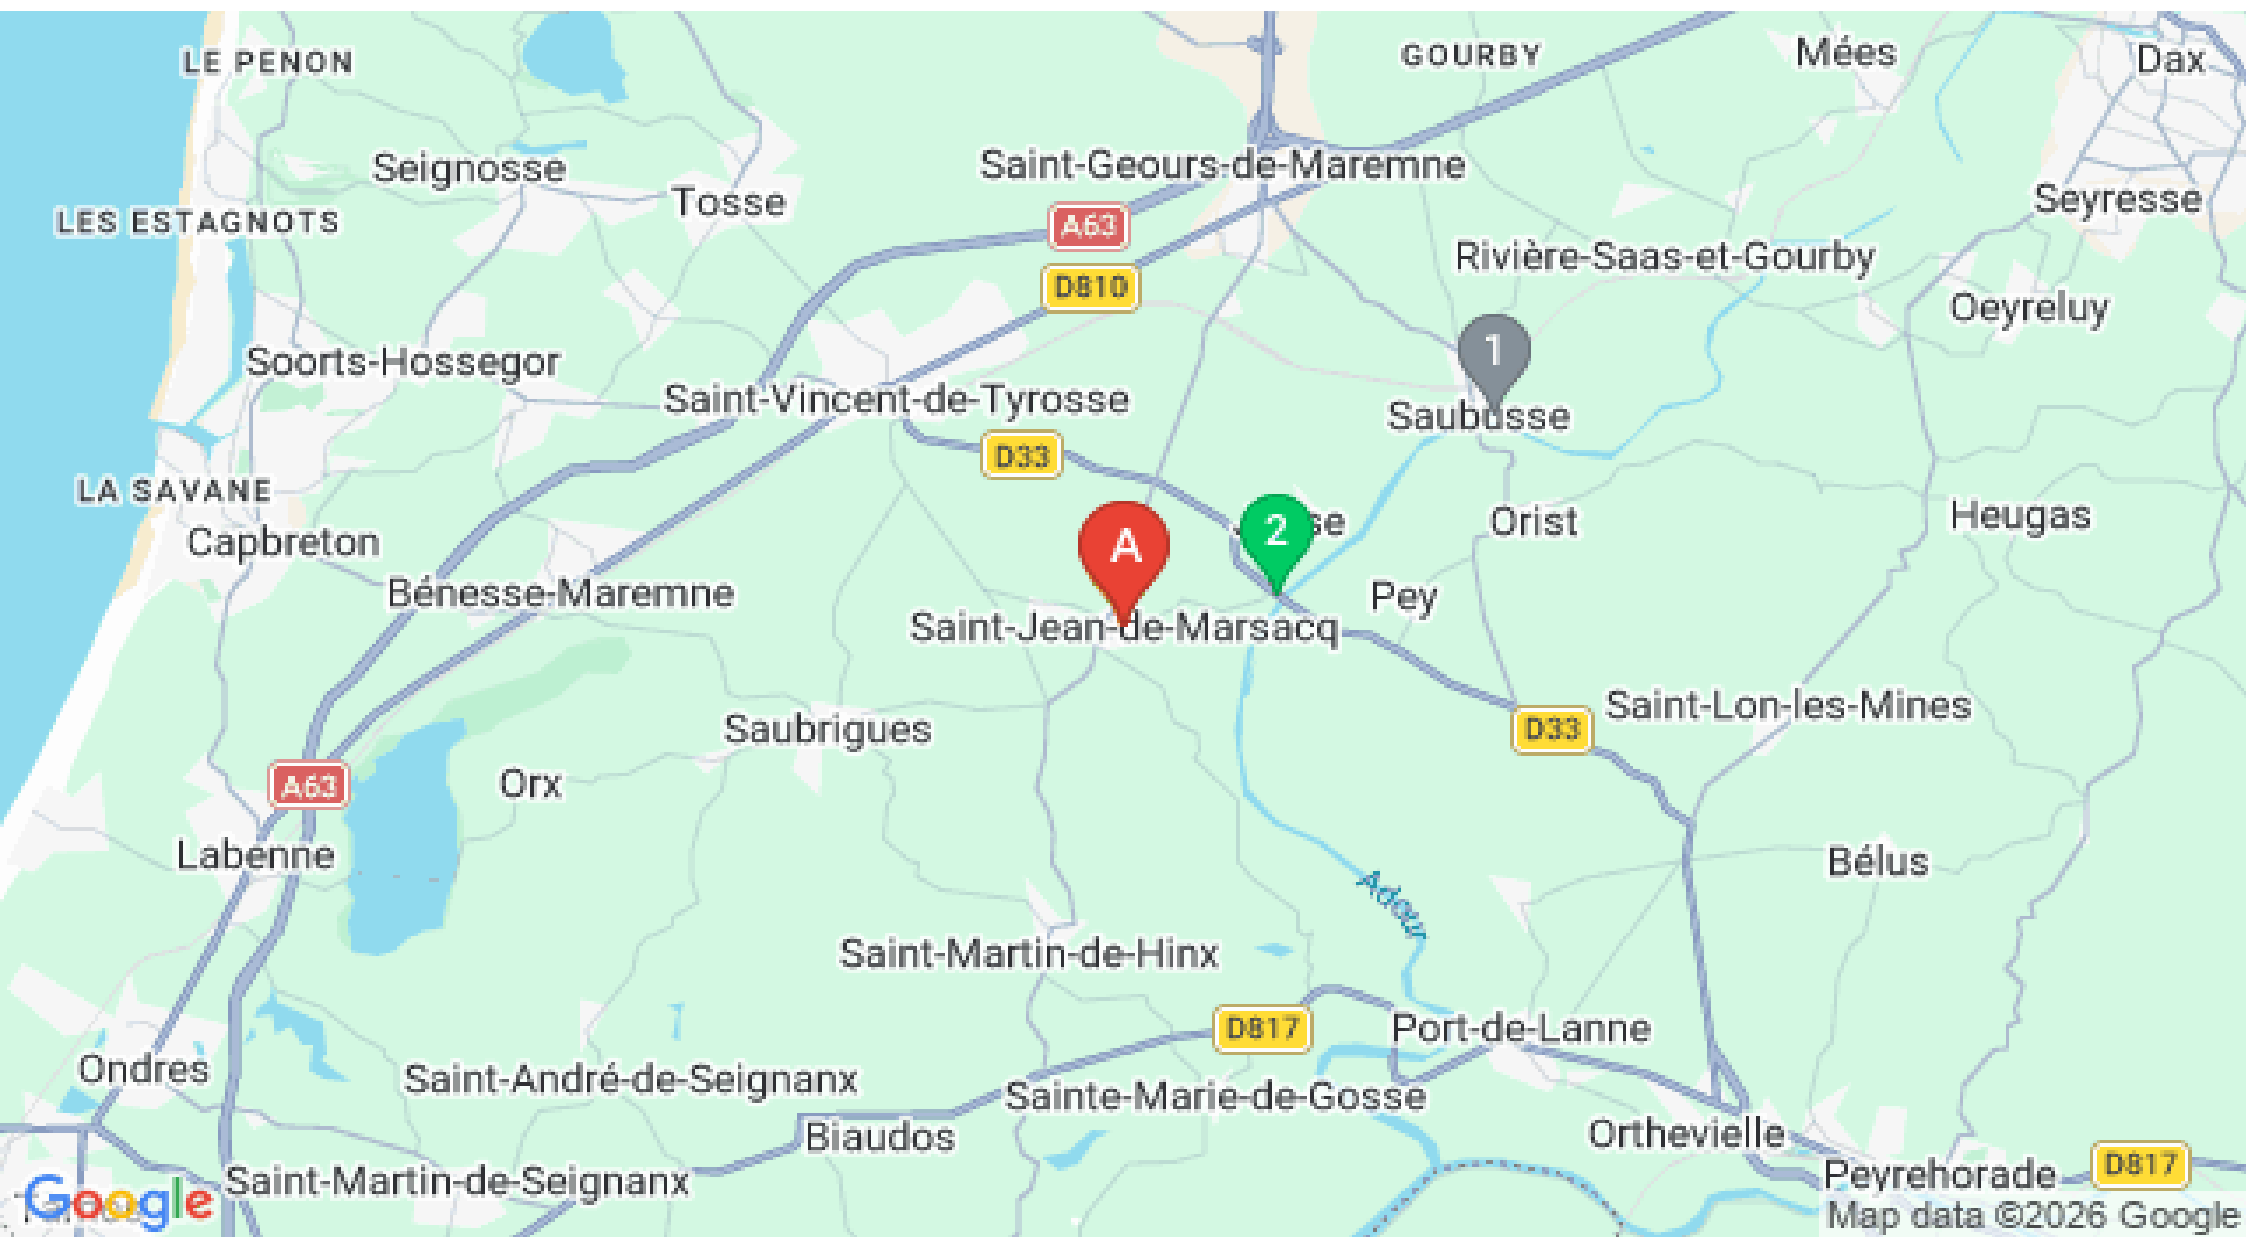 LE PENON
GOURBY
Mées
Dax
Seignosse
Saint-Geours-de-Maremne
Tosse
Seyresse
LES ESTAGNOTS
A63
Rivière-Saas-et-Gourby
D810
Oeyreluy
1
Soorts-Hossegor
Saint-Vincent-de-Tyrosse
Saubusse
D33
LA SAVANE
Capbreton
A
2
Orist
Heugas
Bénesse-Maremne
Pey
Saint-Jean-de-Marsacq
Saubrigues
Saint-Lon-les-Mines
D33
Orx
A63
Labenne
Bélus
Adour
Saint-Martin-de-Hinx
D817
Port-de-Lanne
Ondres
Saint-André-de-Seignanx
Sainte-Marie-de-Gosse
Biaudos
Orthevielle
Saint-Martin-de-Seignanx
Peyrehorade
D817
Google
Map data ©2026 Google